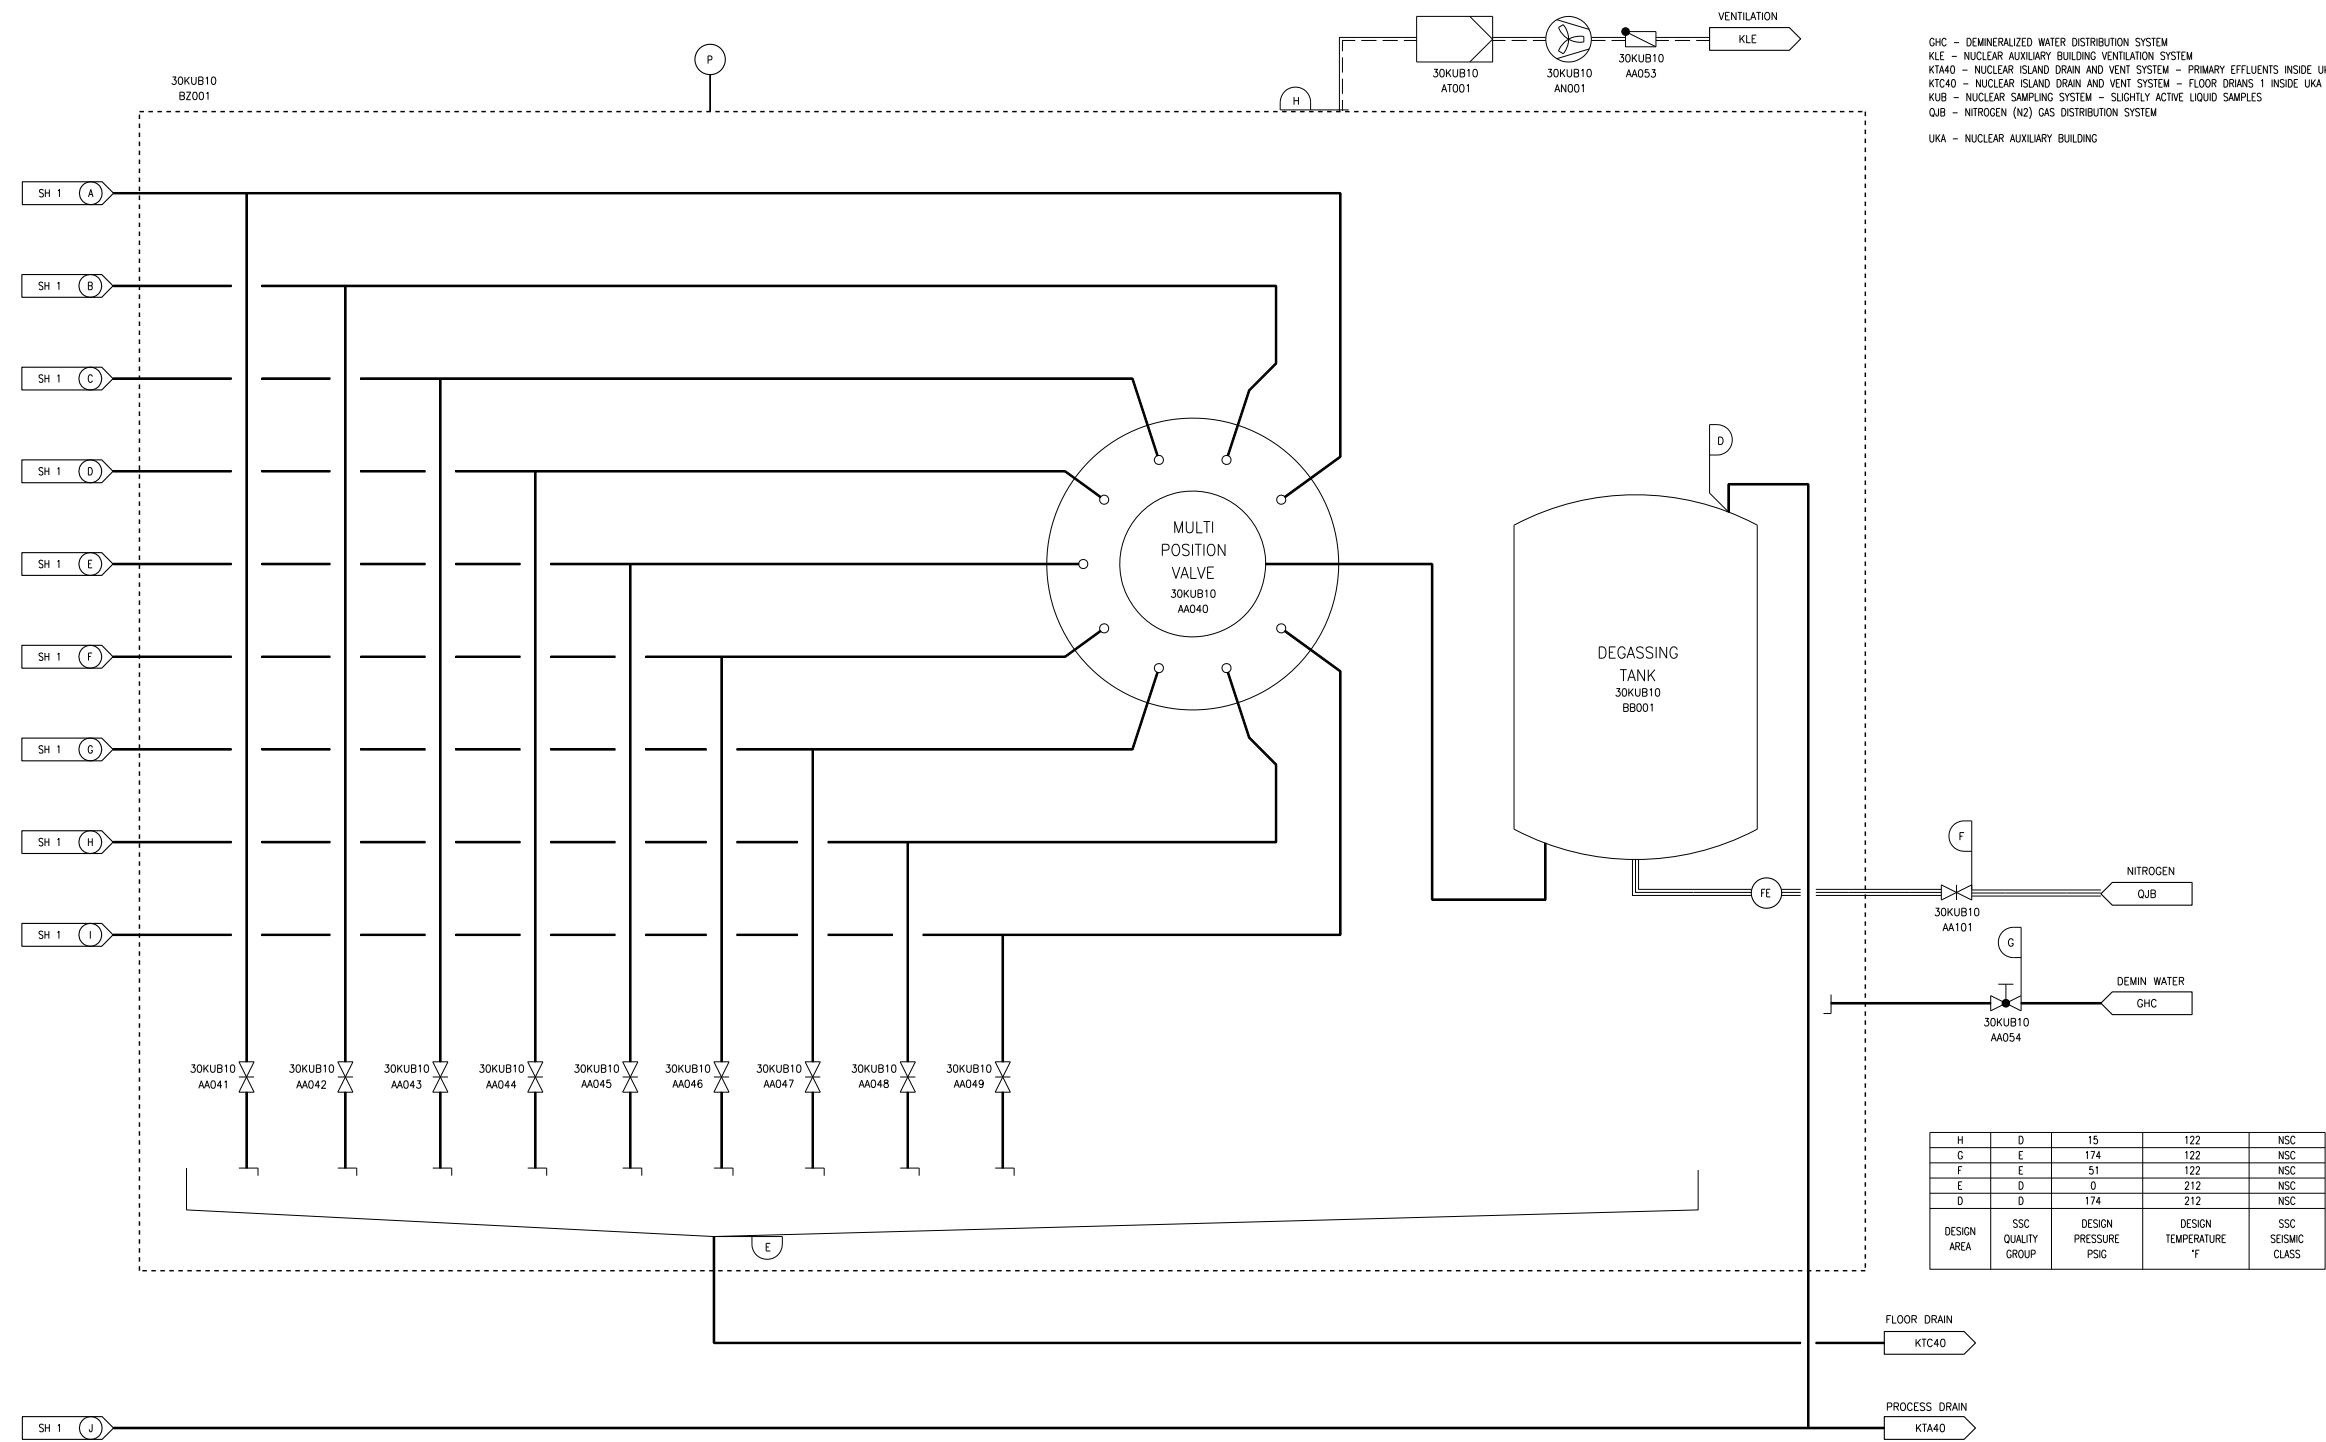 VENTILATION
KLE
P
30KUB10
BZ001
H
30KUB10
AT001
30KUB10
AN001
30KUB10
AA053
GHC – DEMINERALIZED WATER DISTRIBUTION SYSTEM
KLE – NUCLEAR AUXILIARY BUILDING VENTILATION SYSTEM
KTA40 – NUCLEAR ISLAND DRAIN AND VENT SYSTEM – PRIMARY EFFLUENTS INSIDE
KTC40 – NUCLEAR ISLAND DRAIN AND VENT SYSTEM – FLOOR DRIANS 1 INSIDE UKA
KUB – NUCLEAR SAMPLING SYSTEM – SLIGHTLY ACTIVE LIQUID SAMPLES
QJB – NITROGEN (N2) GAS DISTRIBUTION SYSTEM
UKA – NUCLEAR AUXILIARY BUILDING
SH 1 A
SH 1 B
SH 1 C
SH 1 D
SH 1 E
SH 1 F
SH 1 G
SH 1 H
SH 1 I
MULTI
POSITION
VALVE
30KUB10
AA040
D
DEGASSING
TANK
30KUB10
BB001
F
FE
30KUB10
AA101
NITROGEN
QJB
G
30KUB10
AA054
DEMIN WATER
GHC
30KUB10
AA041
30KUB10
AA042
30KUB10
AA043
30KUB10
AA044
30KUB10
AA045
30KUB10
AA046
30KUB10
AA047
30KUB10
AA048
30KUB10
AA049
E
H D 15 122 NSC
G E 174 122 NSC
F E 51 122 NSC
E D 0 212 NSC
D D 174 212 NSC
DESIGN
AREA
SSC
QUALITY
GROUP
DESIGN
PRESSURE
PSIG
DESIGN
TEMPERATURE
°F
SSC
SEISMIC
CLASS
FLOOR DRAIN
KTC40
SH 1 J
PROCESS DRAIN
KTA40